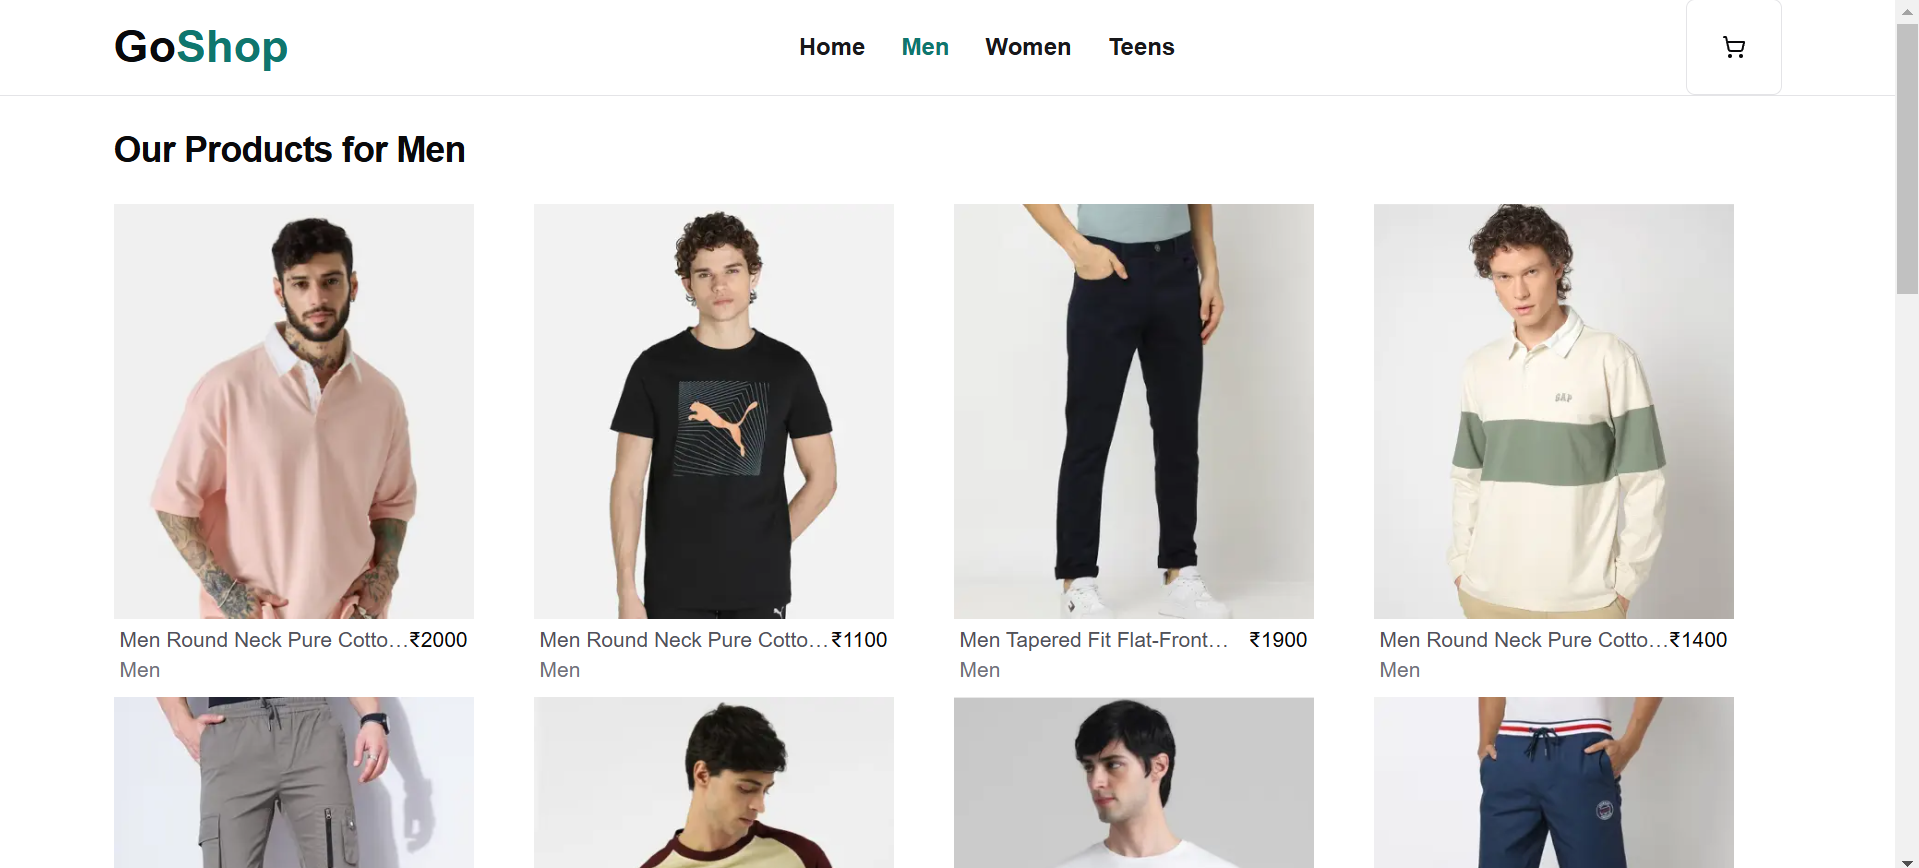 GoShop
Home Men Women Teens
Our Products for Men
GAP
Men Round Neck Pure Cotto... ₹2000
Men
Men Round Neck Pure Cotto... ₹1100
Men
Men Tapered Fit Flat-Front... ₹1900
Men
Men Round Neck Pure Cotto... ₹1400
Men